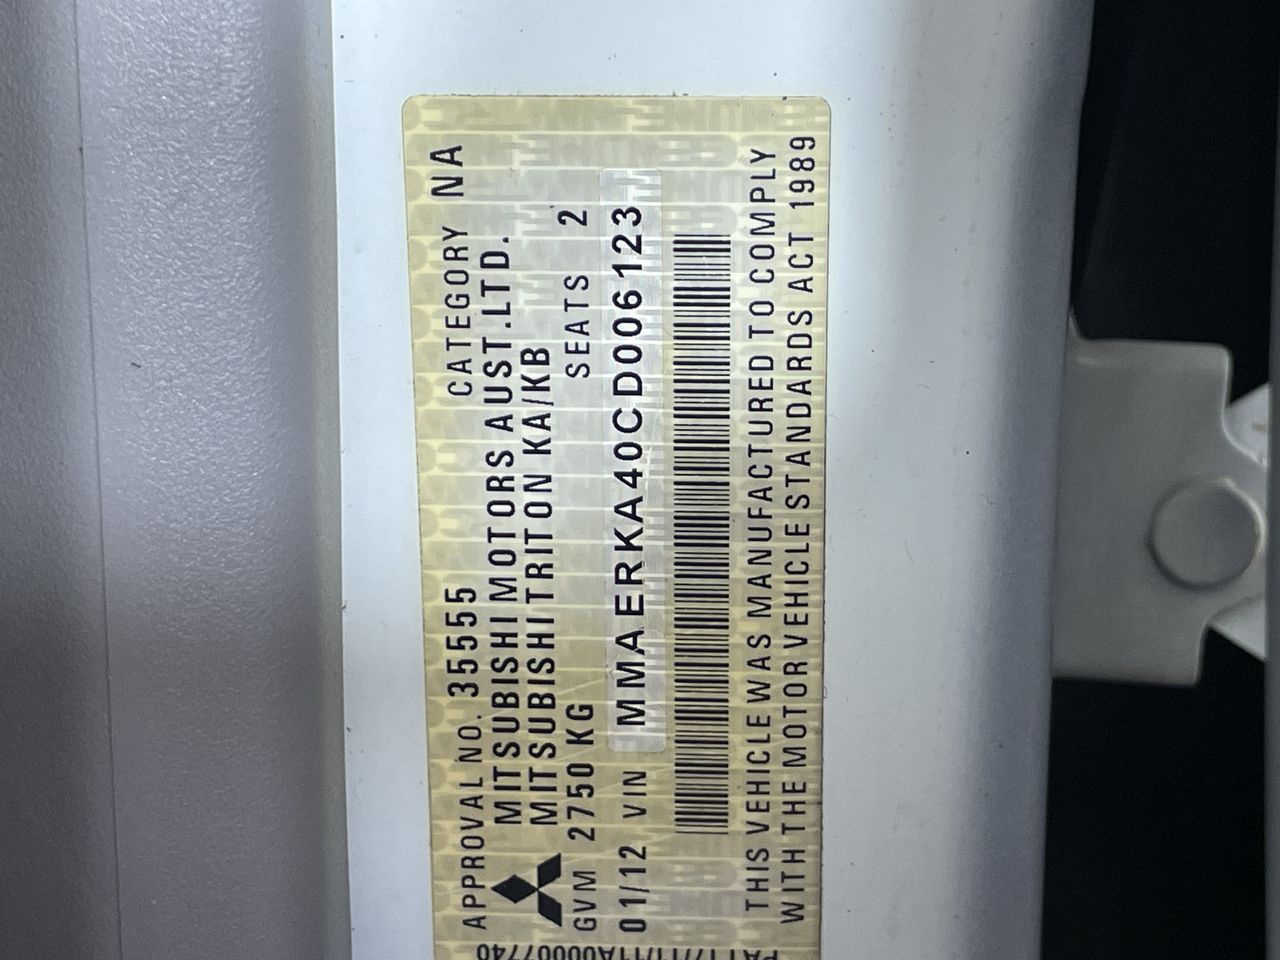 APPROVAL NO. 35555 CATEGORY NA
MITSUBISHI MOTORS AUST.LTD.
MITSUBISHI TRITON KA/KB
GVM 2750 KG SEATS 2
01/12 VIN MMAERKA40CD006123
THIS VEHICLE WAS MANUFACTURED TO COMPLY
WITH THE MOTOR VEHICLE STANDARDS ACT 1989